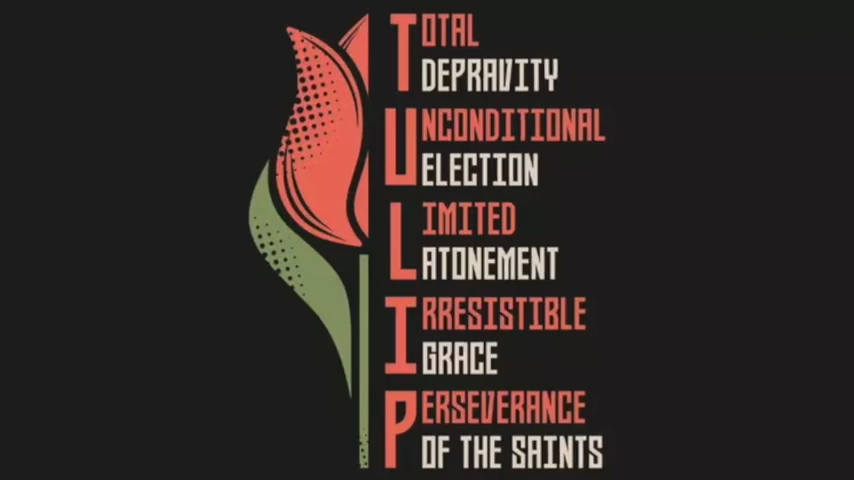 TOTAL
DEPRAVITY
UNCONDITIONAL
ELECTION
LIMITED
ATONEMENT
IRRESISTIBLE
GRACE
PERSEVERANCE
OF THE SAINTS